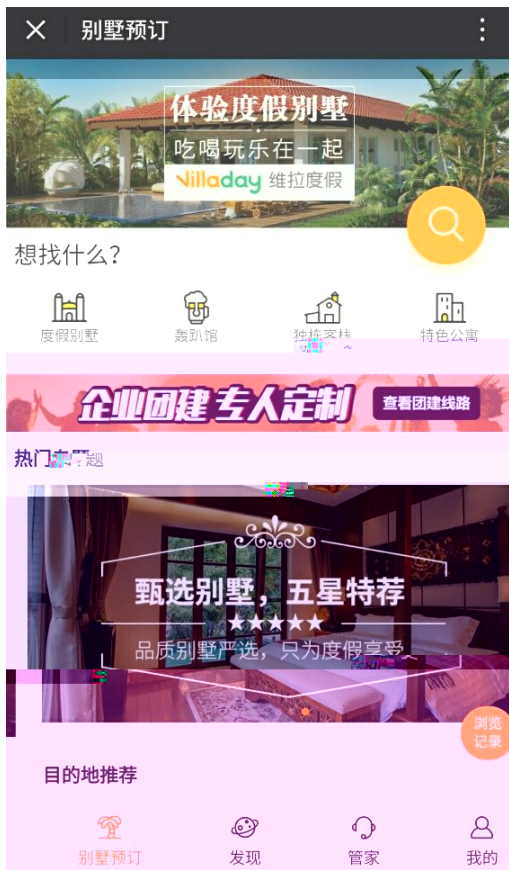 别墅预订
体验度假别墅
吃喝玩乐在一起
Villaday 维拉度假
想找什么?
度假别墅
轰趴馆
独栋客栈
特色公寓
企业团建 专人定制
查看团建线路
热门专题
甄选别墅，五星特荐
品质别墅严选，只为度假享受
浏览
记录
目的地推荐
别墅预订
发现
管家
我的